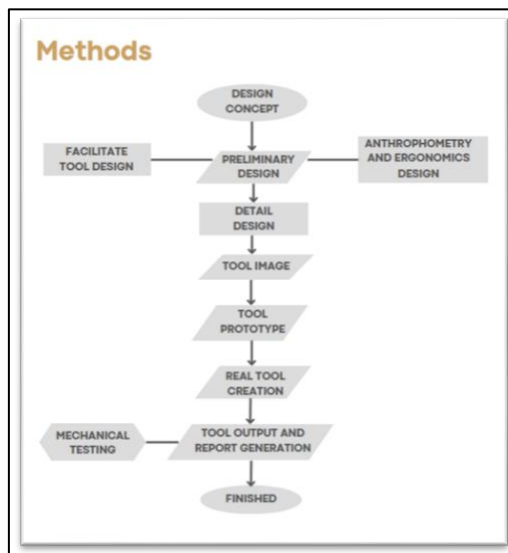 Methods
DESIGN
CONCEPT
FACILITATE
TOOL DESIGN
PRELIMINARY
DESIGN
ANTHROPHOMETRY
AND ERGONOMICS
DESIGN
DETAIL
DESIGN
TOOL IMAGE
TOOL
PROTOTYPE
REAL TOOL
CREATION
MECHANICAL
TESTING
TOOL OUTPUT AND
REPORT GENERATION
FINISHED